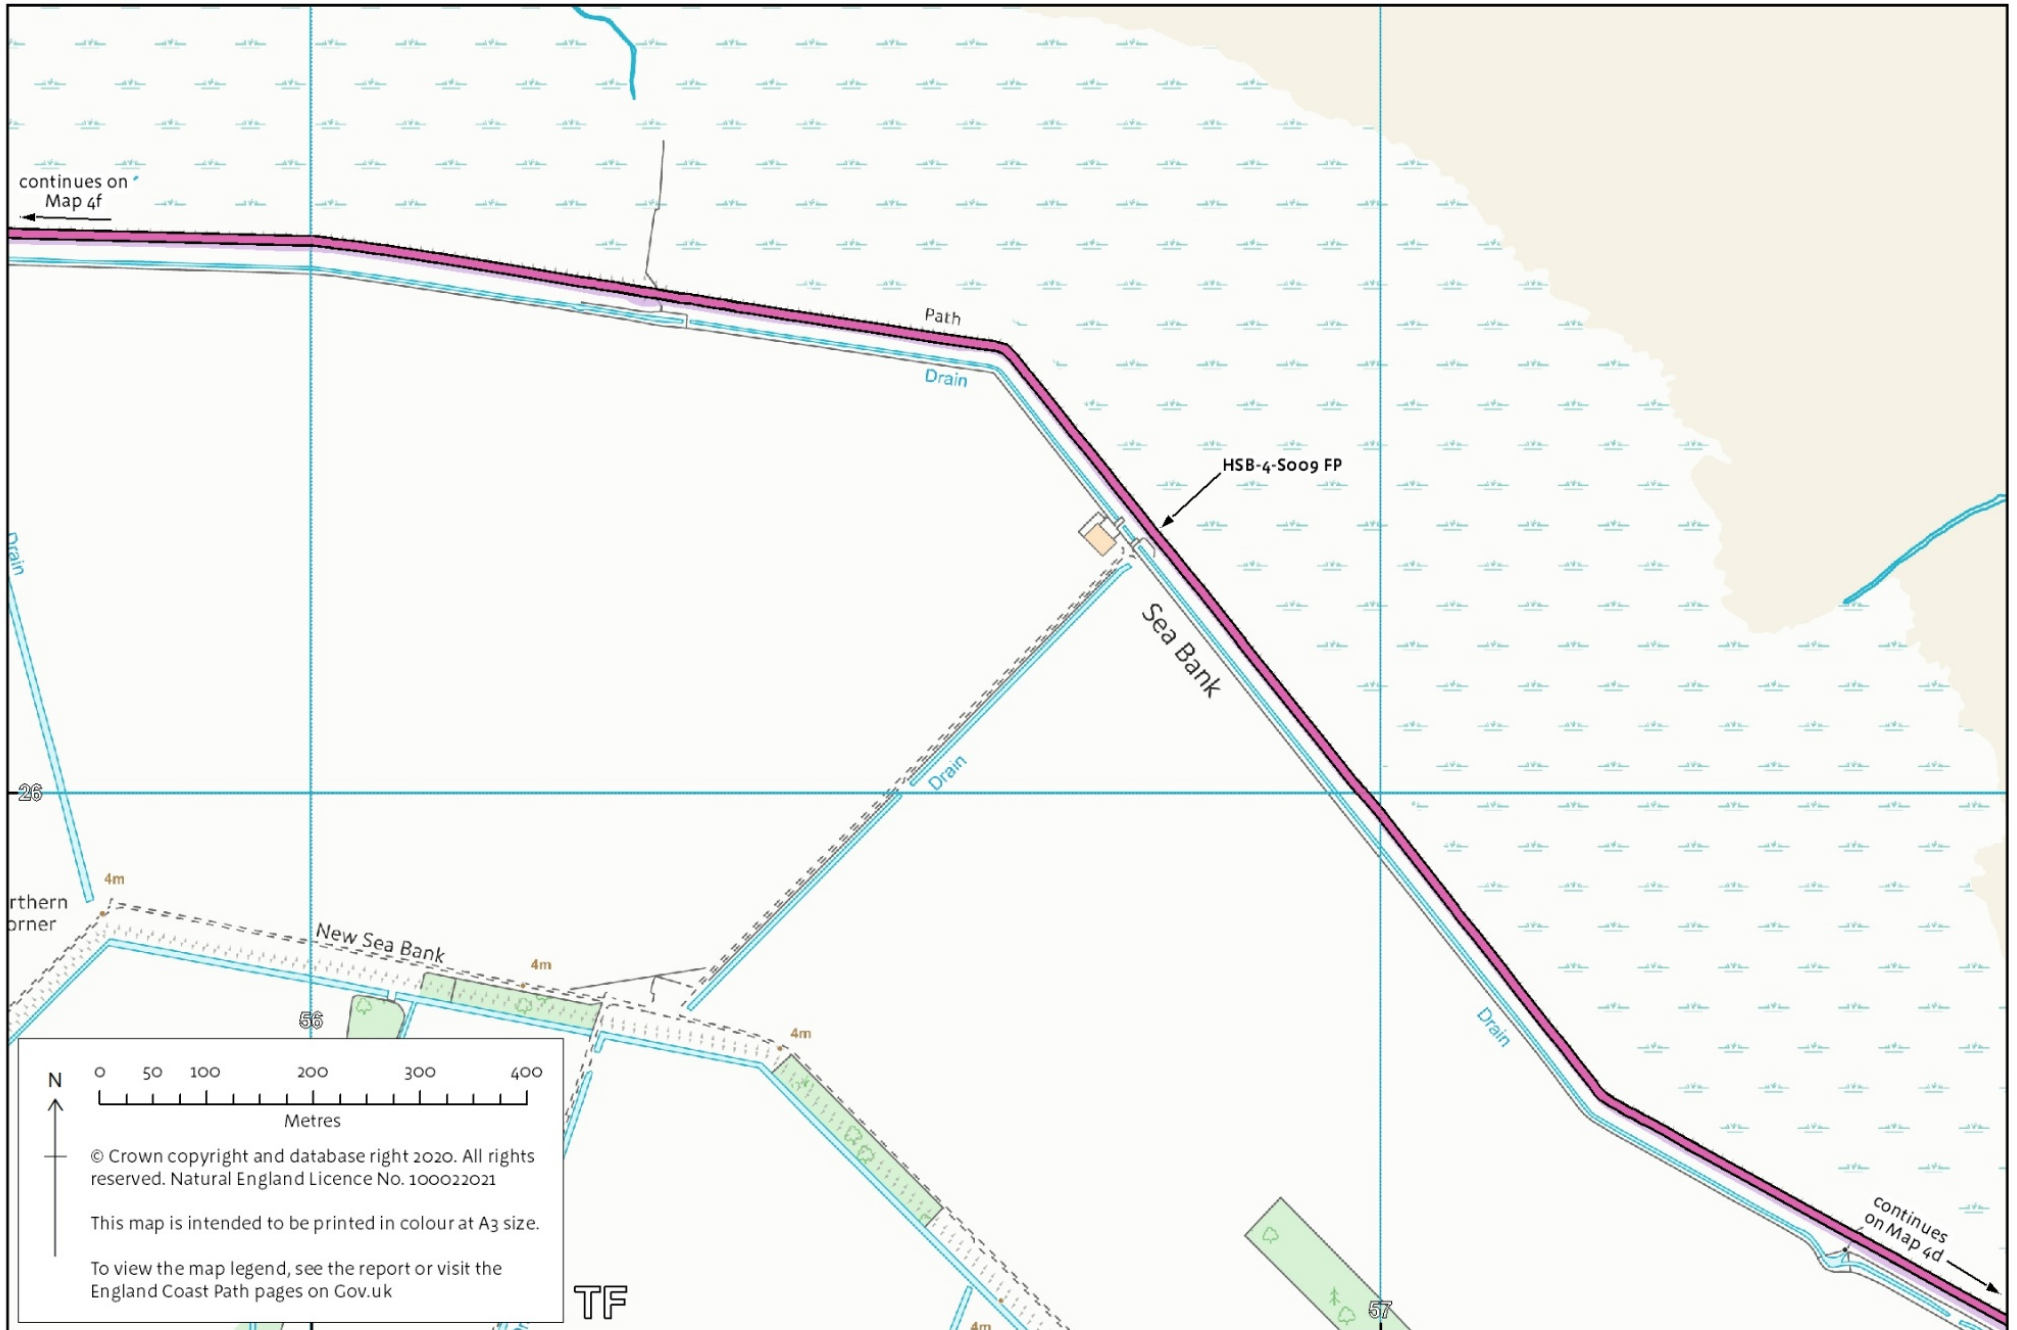 continues on
Map 4f
Path
Drain
HSB-4-S009 FP
Drain
Sea Bank
Drain
26
4m
rthern
orner
New Sea Bank
4m
56
4m
Drain
N
0 50 100 200 300 400
Metres
© Crown copyright and database right 2020. All rights
reserved. Natural England Licence No. 100022021
This map is intended to be printed in colour at A3 size.
To view the map legend, see the report or visit the
England Coast Path pages on Gov.uk
TF
continues
on Map 4d
57
4m